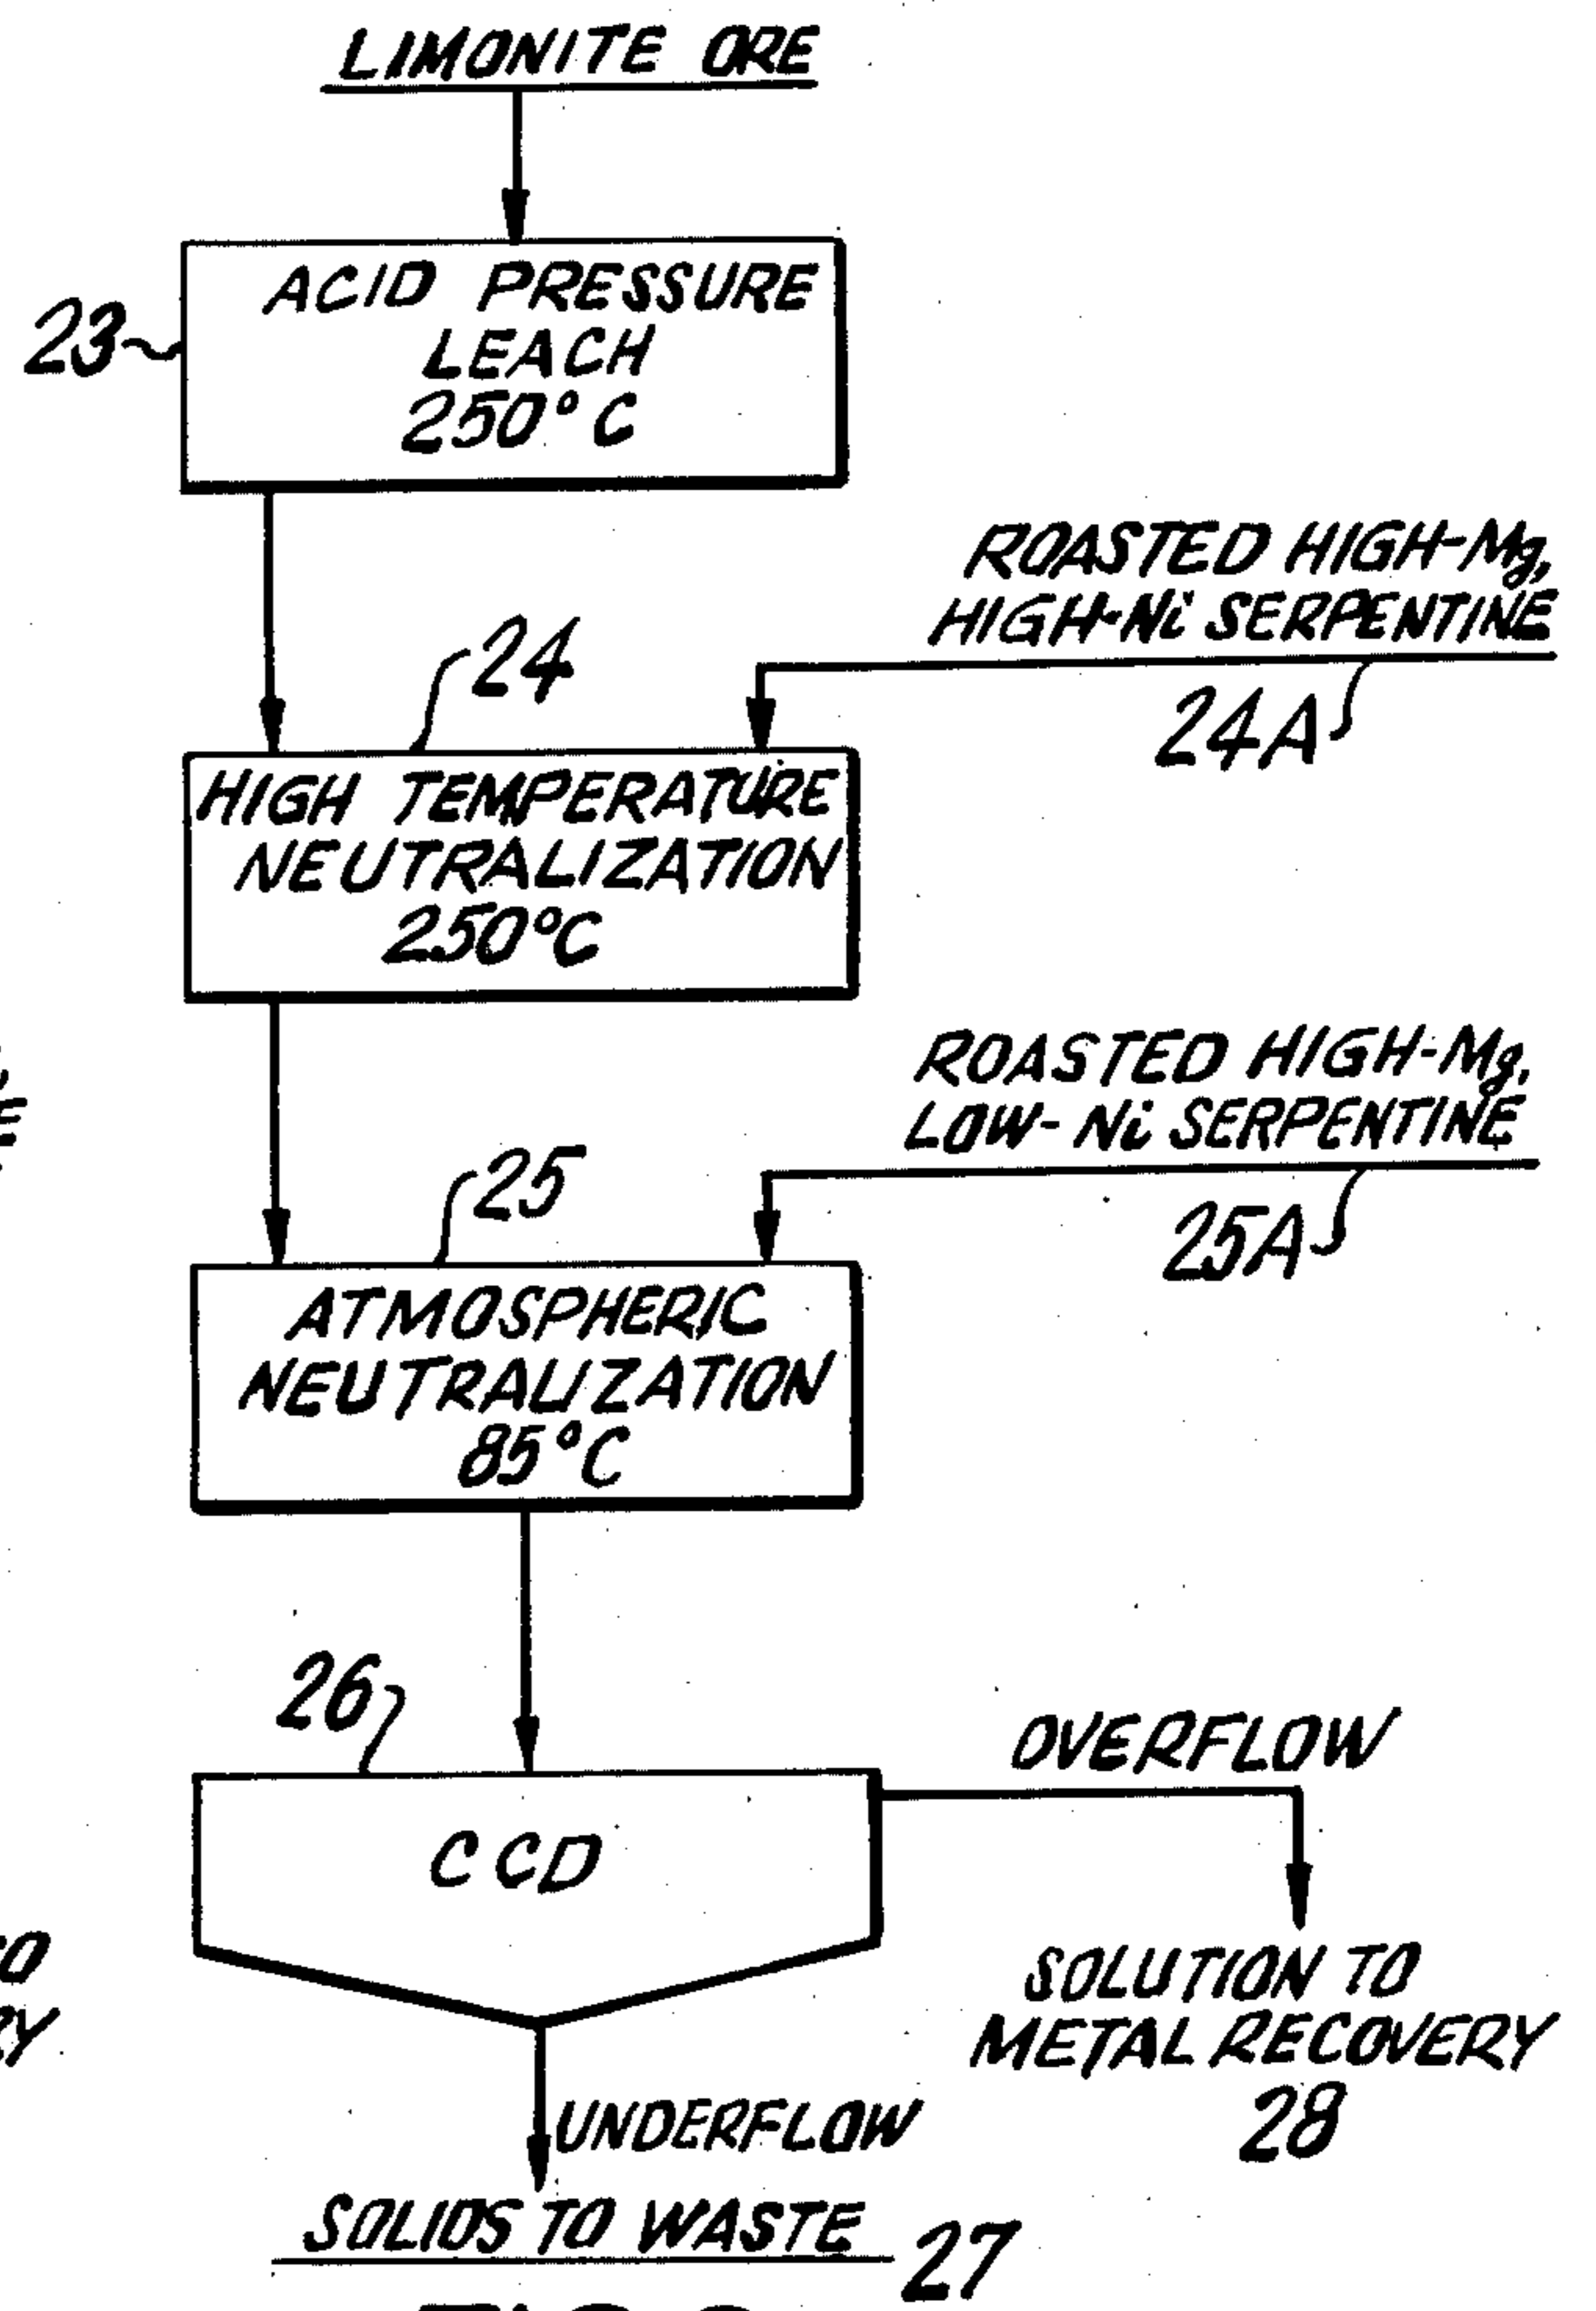 LIMONITE ORE
ACID PRESSURE
LEACH
250°C
23
ROASTED HIGH-Mg,
HIGH-Ni SERPENTINE
24
24A
HIGH TEMPERATURE
NEUTRALIZATION
250°C
ROASTED HIGH-Mg,
LOW-Ni SERPENTINE
25
25A
ATMOSPHERIC
NEUTRALIZATION
85°C
26
OVERFLOW
CCD
SOLUTION TO
METAL RECOVERY
28
UNDERFLOW
SOLIDS TO WASTE
27